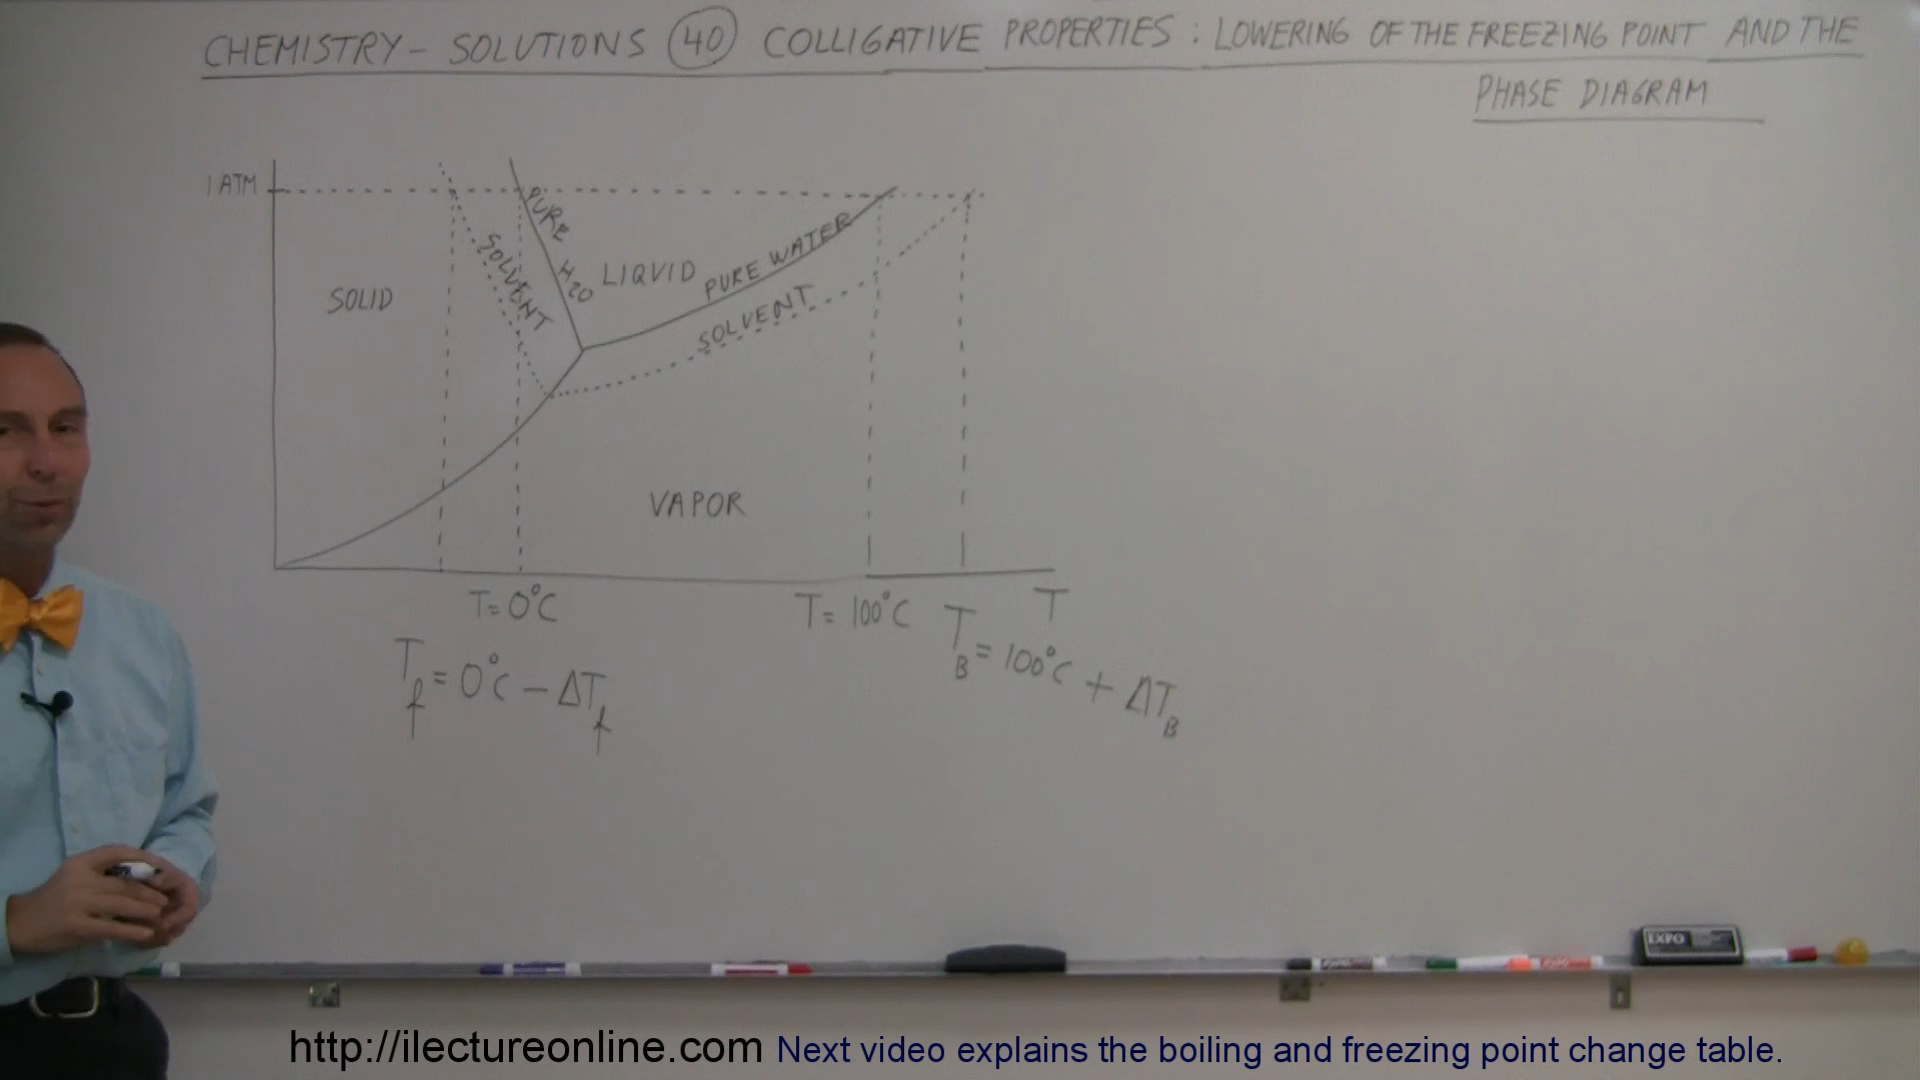 CHEMISTRY - SOLUTIONS 40 COLLIGATIVE PROPERTIES : LOWERING OF THE FREEZING POINT AND THE
PHASE DIAGRAM
1 ATM
PURE H2O
SOLVENT
LIQUID
PURE WATER
SOLVENT
SOLID
VAPOR
T = 0°C
T = 100°C
T
Tf = 0°C - ΔTf
TB = 100°C + ΔTB
EXPO
http://ilectureonline.com Next video explains the boiling and freezing point change table.